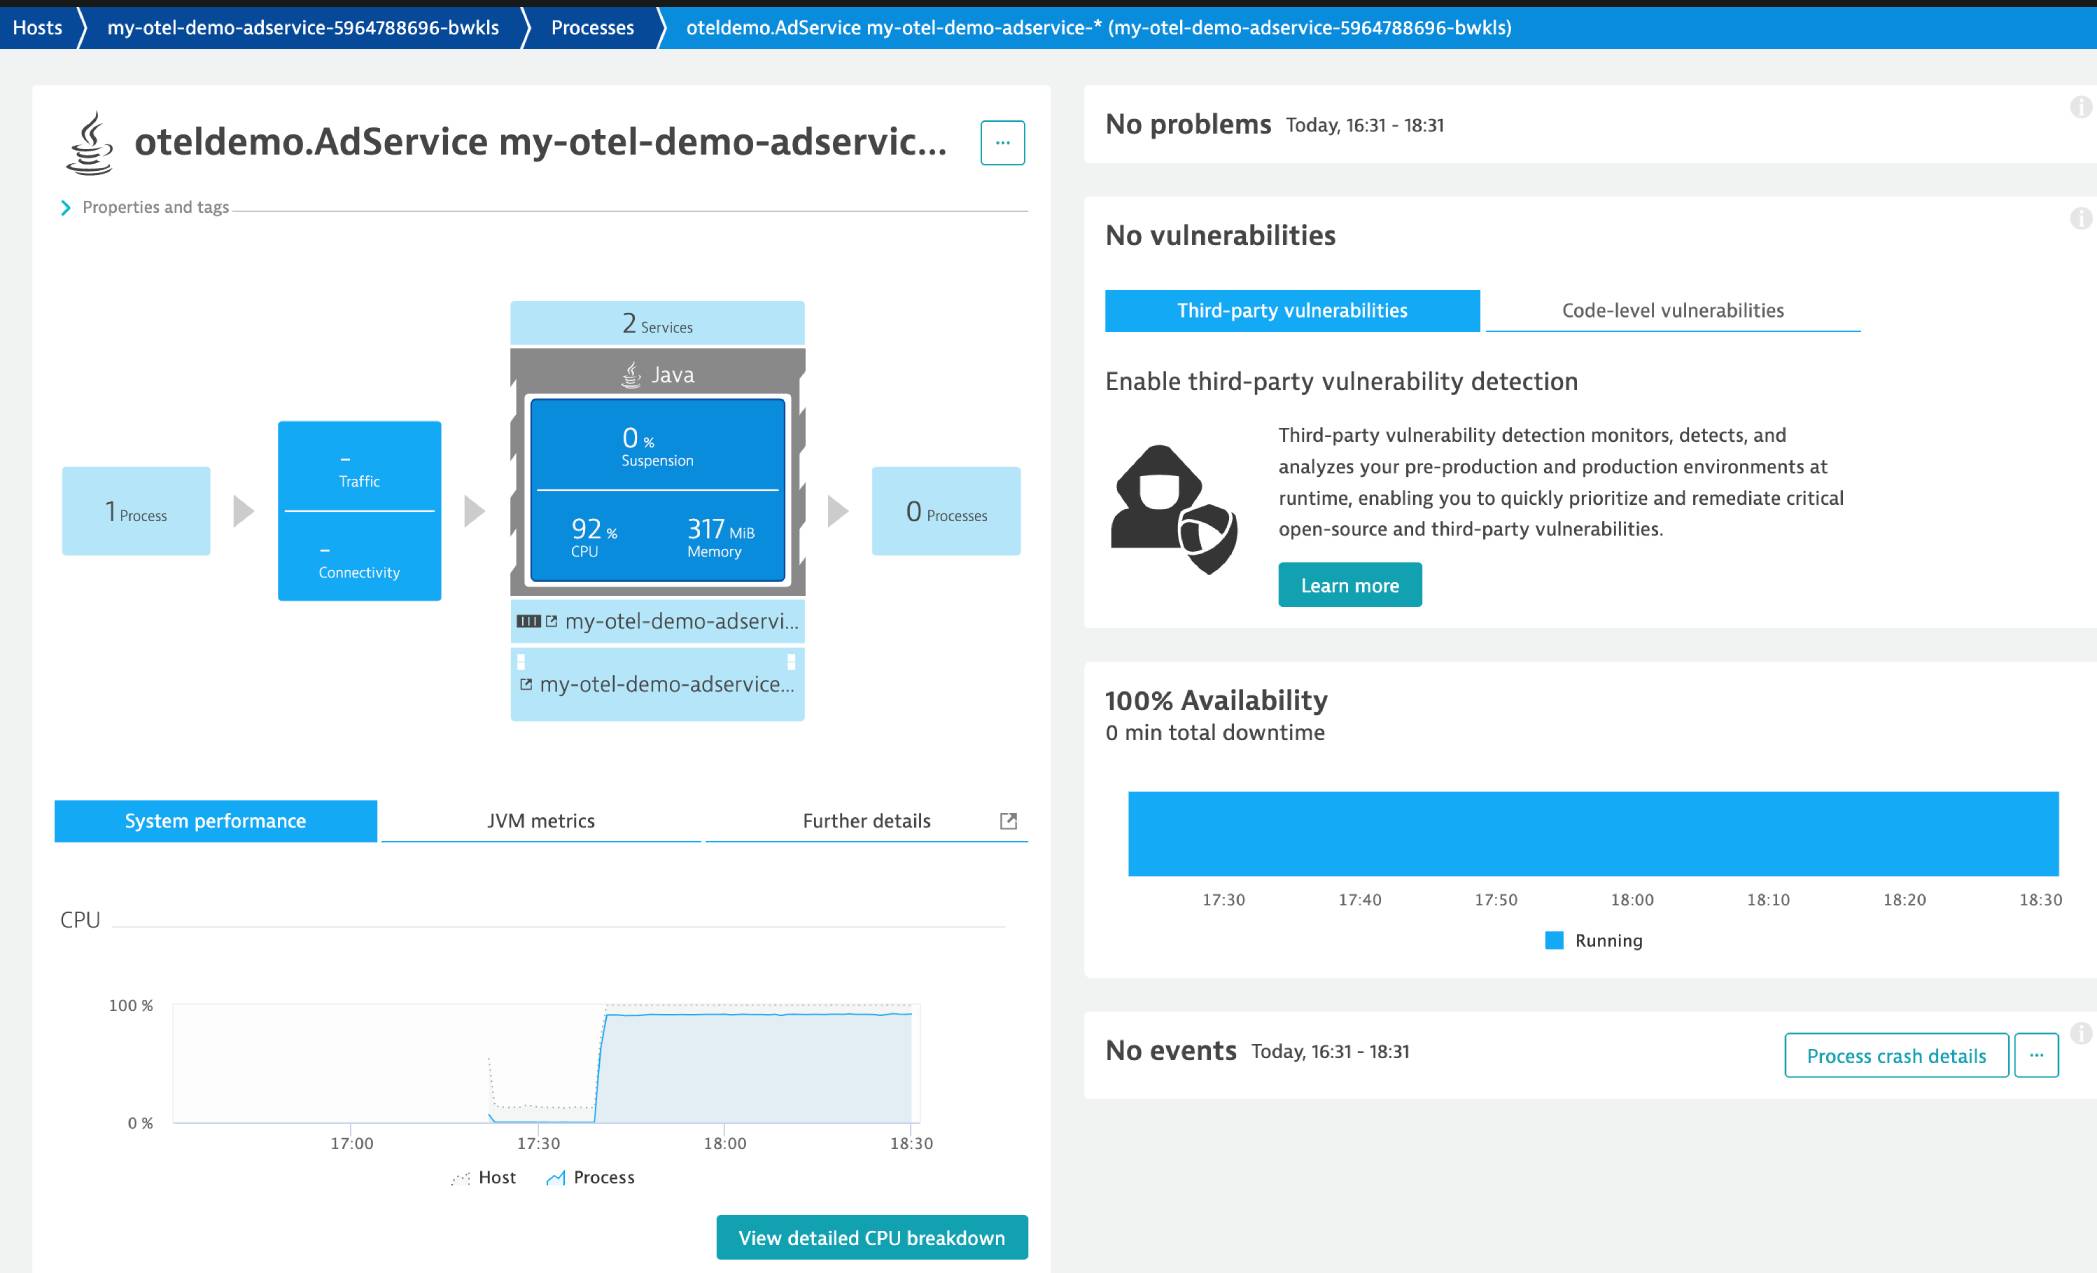 Hosts
my-otel-demo-adservice-5964788696-bwkls
Processes
oteldemo.AdService my-otel-demo-adservice-* (my-otel-demo-adservice-5964788696-bwkls)
oteldemo.AdService my-otel-demo-adservic...
...
Properties and tags
2 Services
Java
0 %
Suspension
92 %
CPU
317 MiB
Memory
1 Process
-
Traffic
-
Connectivity
0 Processes
my-otel-demo-adservi...
my-otel-demo-adservice...
System performance
JVM metrics
Further details
CPU
100 %
0 %
17:00
17:30
18:00
18:30
Host
Process
View detailed CPU breakdown
No problems Today, 16:31 - 18:31
No vulnerabilities
Third-party vulnerabilities
Code-level vulnerabilities
Enable third-party vulnerability detection
Third-party vulnerability detection monitors, detects, and
analyzes your pre-production and production environments at
runtime, enabling you to quickly prioritize and remediate critical
open-source and third-party vulnerabilities.
Learn more
100% Availability
0 min total downtime
17:30
17:40
17:50
18:00
18:10
18:20
18:30
Running
No events Today, 16:31 - 18:31
Process crash details
...